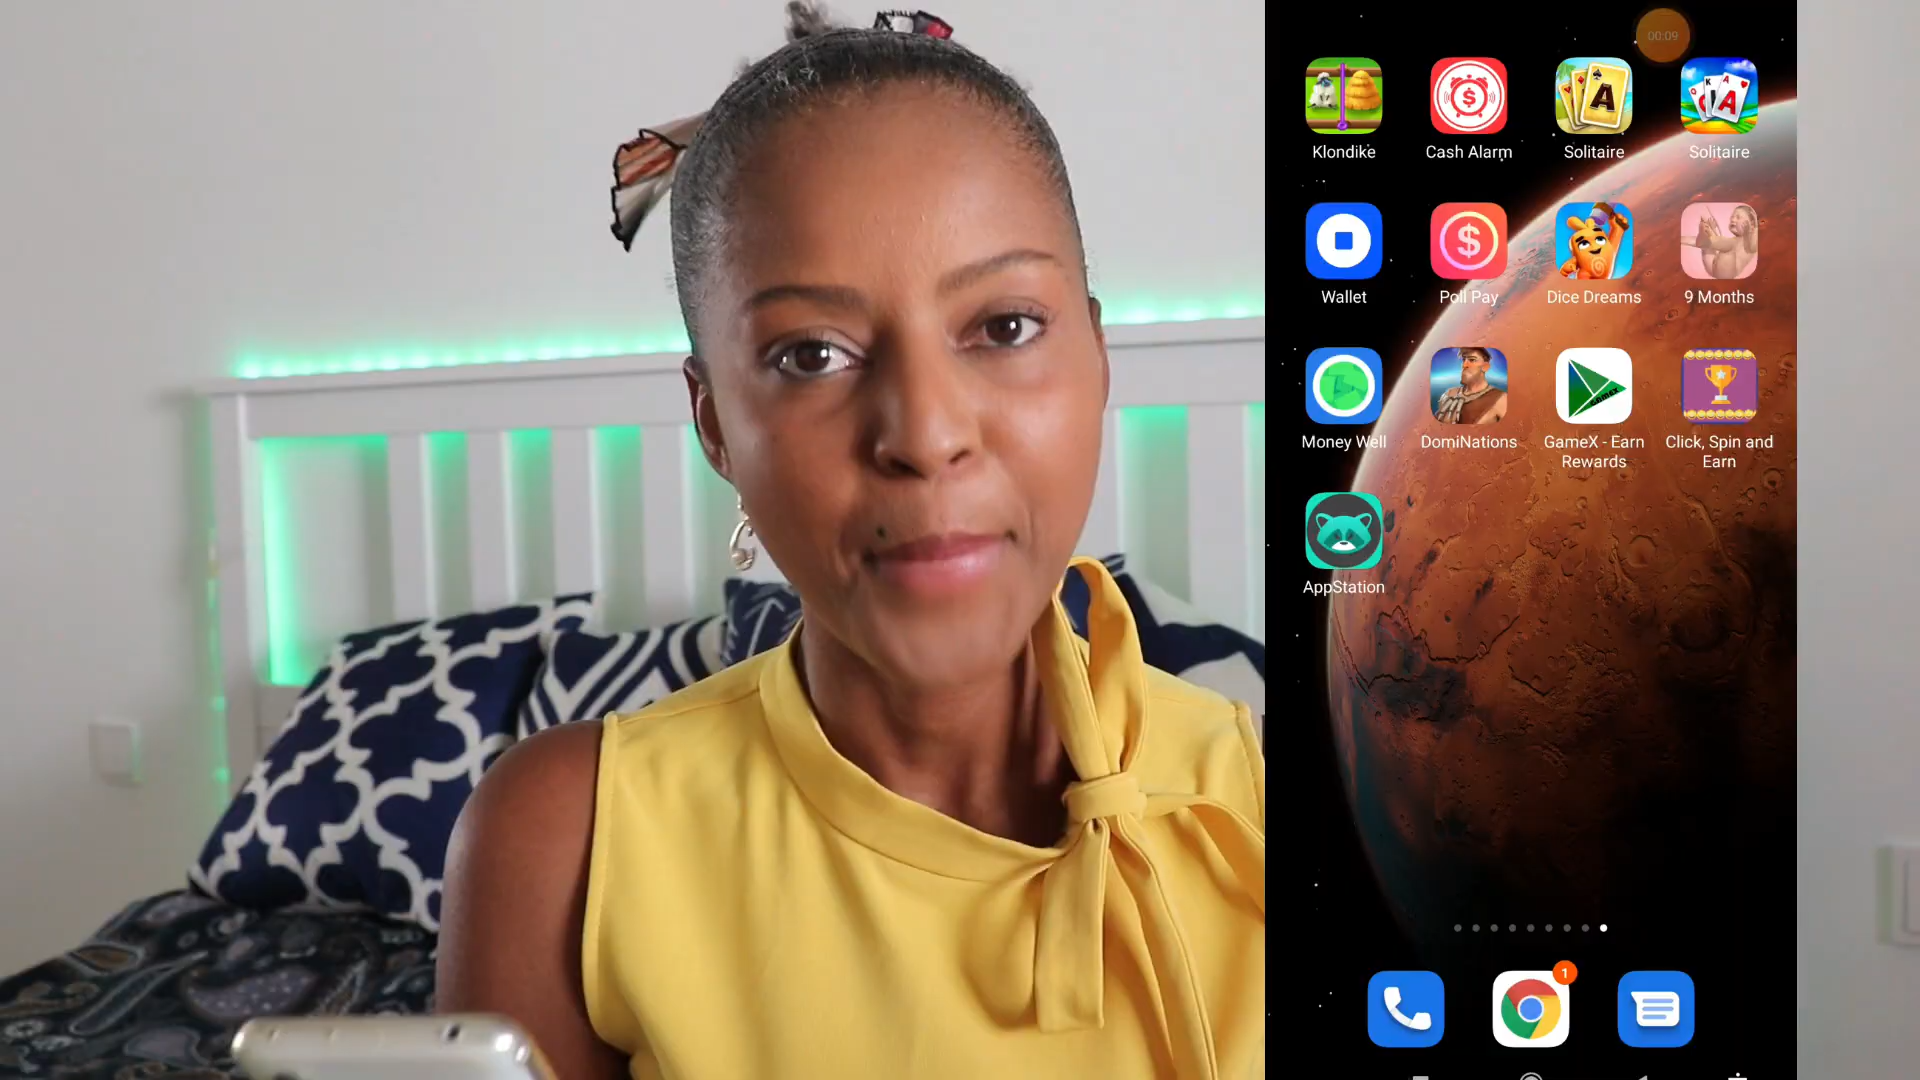 00:09
Klondike
Cash Alarm
Solitaire
Solitaire
Wallet
Poll Pay
Dice Dreams
9 Months
Money Well
DomiNations
GameX - Earn
Rewards
Click, Spin and
Earn
AppStation
1